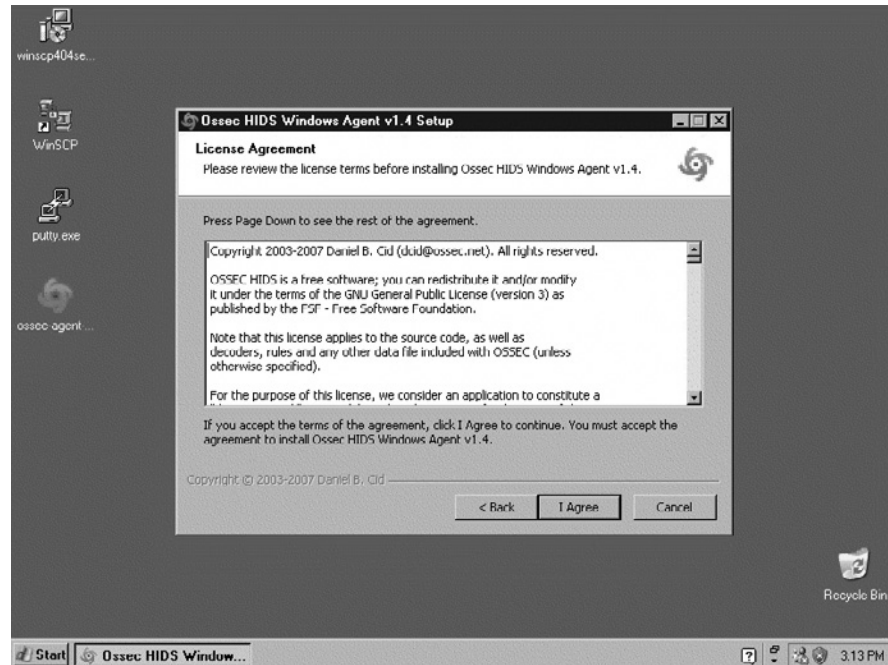 winscp404se...
WinSCP
putty.exe
ossec agent ...
Ossec HIDS Windows Agent v1.4 Setup
License Agreement
Please review the license terms before installing Ossec HIDS Windows Agent v1.4.
Press Page Down to see the rest of the agreement.
Copyright 2003-2007 Daniel B. Cid (dcid@ossec.net). All rights reserved.
OSSEC HIDS is a free software; you can redistribute it and/or modify
it under the terms of the GNU General Public License (version 3) as
published by the FSF - Free Software Foundation.
Note that this license applies to the source code, as well as
decoders, rules and any other data file included with OSSEC (unless
otherwise specified).
For the purpose of this license, we consider an application to constitute a
If you accept the terms of the agreement, click I Agree to continue. You must accept the
agreement to install Ossec HIDS Windows Agent v1.4.
Copyright © 2003-2007 Daniel B. Cid
< Back I Agree Cancel
Recycle Bin
Start Ossec HIDS Window... 3:13 PM